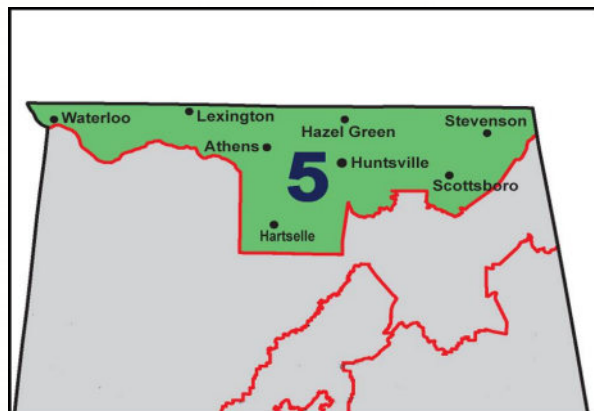 Waterloo
Lexington
Hazel Green
Stevenson
Athens
5
Huntsville
Scottsboro
Hartselle